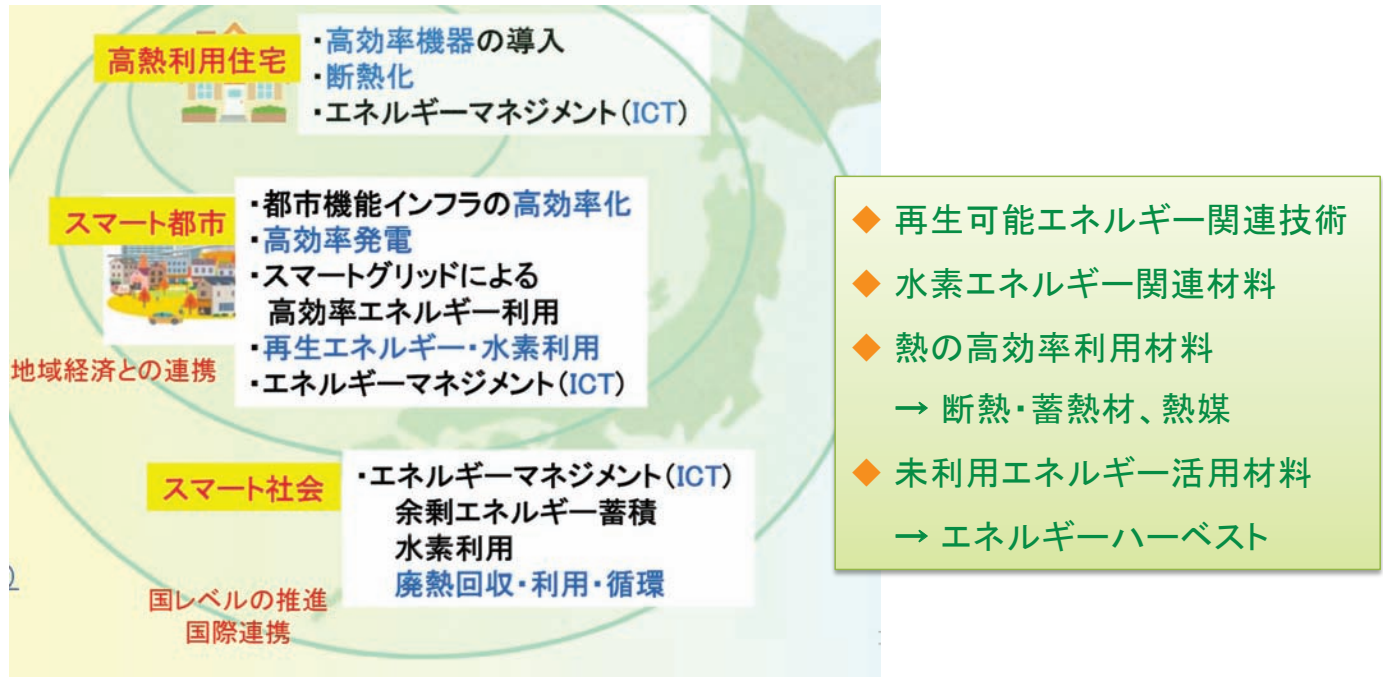 高熱利用住宅
・高効率機器の導入
・断熱化
・エネルギーマネジメント(ICT)
スマート都市
・都市機能インフラの高効率化
・高効率発電
・スマートグリッドによる
高効率エネルギー利用
・再生エネルギー・水素利用
・エネルギーマネジメント(ICT)
地域経済との連携
スマート社会
・エネルギーマネジメント(ICT)
余剰エネルギー蓄積
水素利用
廃熱回収・利用・循環
国レベルの推進
国際連携
◆ 再生可能エネルギー関連技術
◆ 水素エネルギー関連材料
◆ 熱の高効率利用材料
→ 断熱・蓄熱材、熱媒
◆ 未利用エネルギー活用材料
→ エネルギーハーベスト